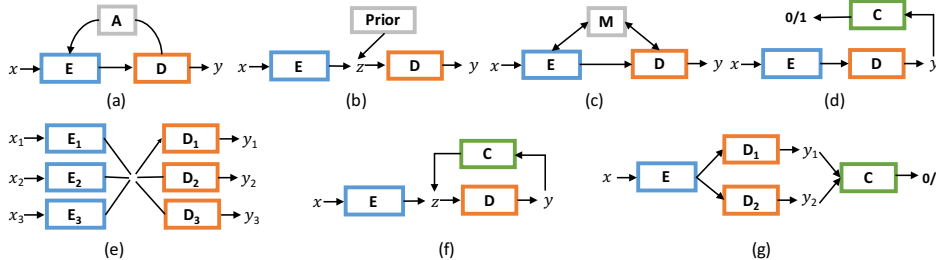 A
x E D y
(a)
Prior
x E z D y
(b)
M
x E D y
(c)
0/1 C
x E D y
(d)
x₁ E₁ D₁ y₁
x₂ E₂ D₂ y₂
x₃ E₃ D₃ y₃
(e)
C
x E z D y
(f)
D₁ y₁
x E C 0/
D₂ y₂
(g)